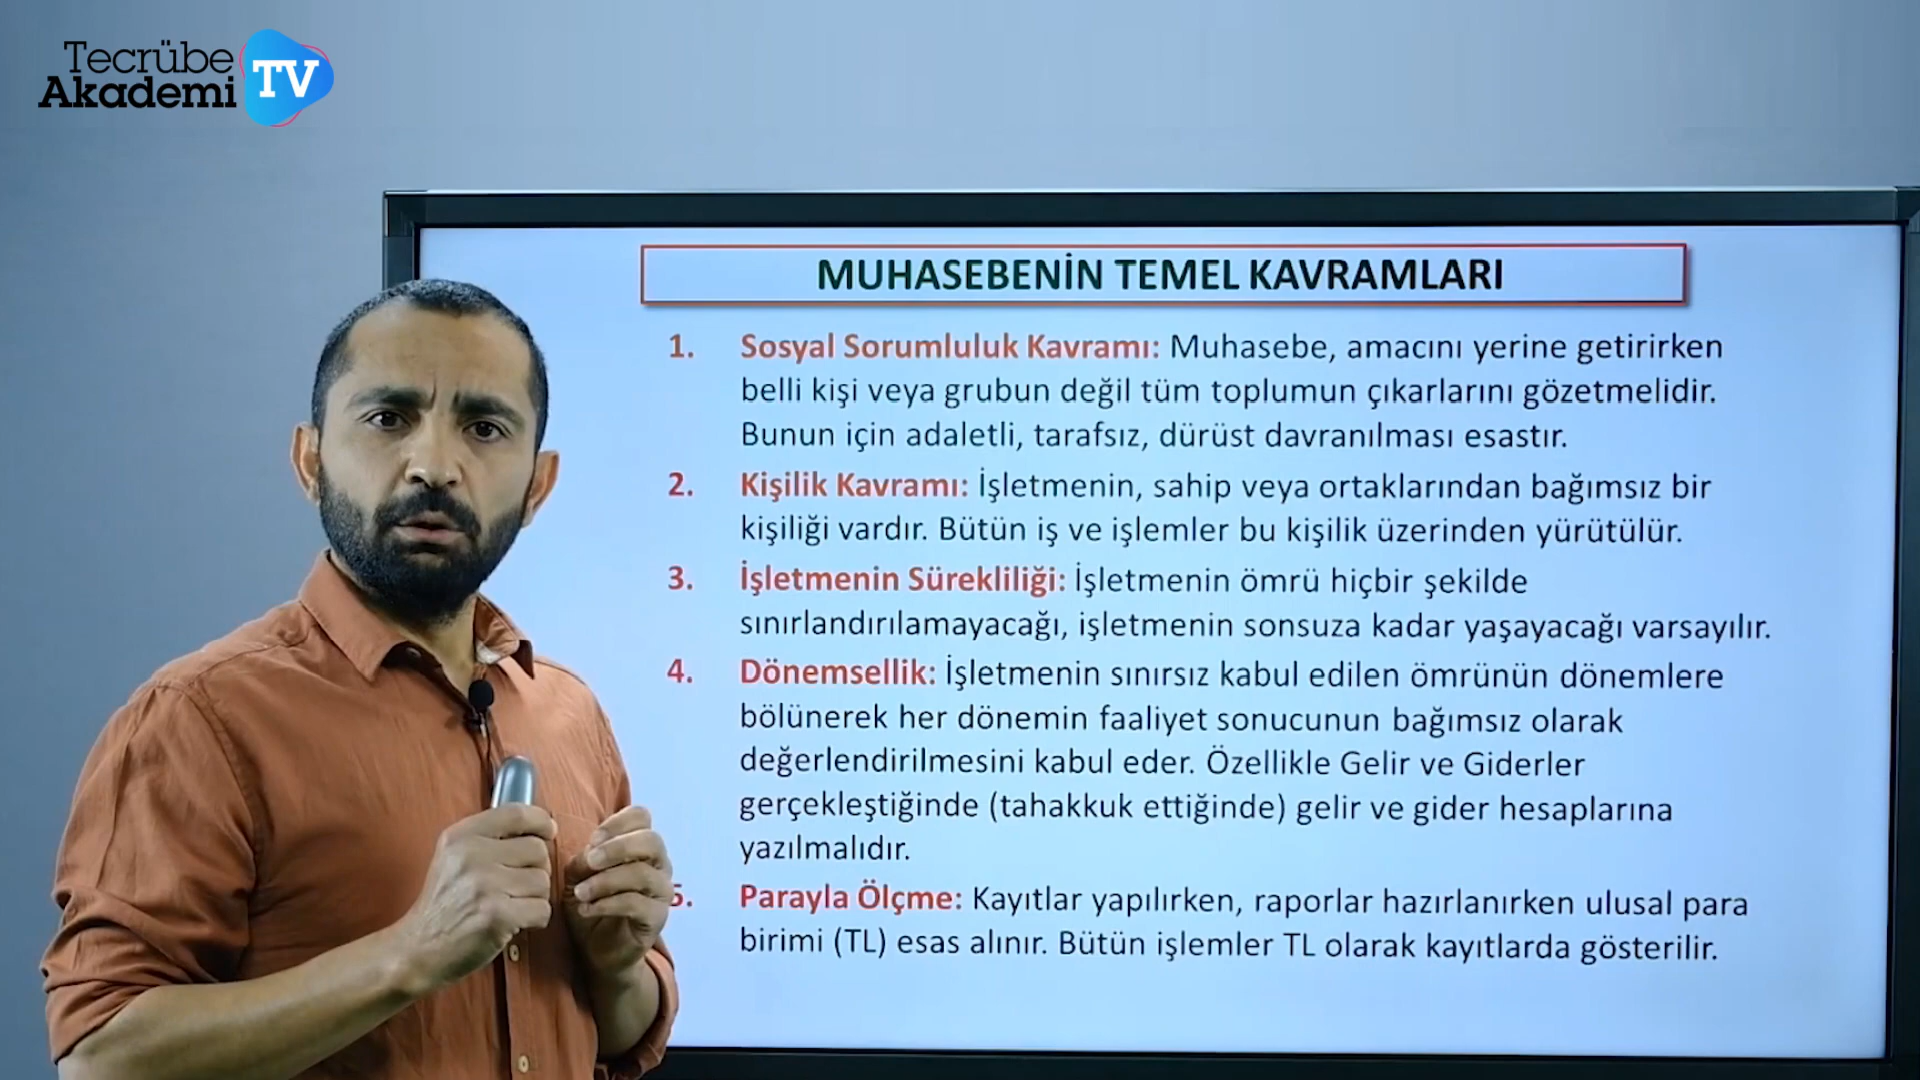 Tecrübe
Akademi TV
MUHASEBENİN TEMEL KAVRAMLARI
1. Sosyal Sorumluluk Kavramı: Muhasebe, amacını yerine getirirken
belli kişi veya grubun değil tüm toplumun çıkarlarını gözetmelidir.
Bunun için adaletli, tarafsız, dürüst davranılması esastır.
2. Kişilik Kavramı: İşletmenin, sahip veya ortaklarından bağımsız bir
kişiliği vardır. Bütün iş ve işlemler bu kişilik üzerinden yürütülür.
3. İşletmenin Sürekliliği: İşletmenin ömrü hiçbir şekilde
sınırlandırılamayacağı, işletmenin sonsuza kadar yaşayacağı varsayılır.
4. Dönemsellik: İşletmenin sınırsız kabul edilen ömrünün dönemlere
bölünerek her dönemin faaliyet sonucunun bağımsız olarak
değerlendirilmesini kabul eder. Özellikle Gelir ve Giderler
gerçekleştiğinde (tahakkuk ettiğinde) gelir ve gider hesaplarına
yazılmalıdır.
5. Parayla Ölçme: Kayıtlar yapılırken, raporlar hazırlanırken ulusal para
birimi (TL) esas alınır. Bütün işlemler TL olarak kayıtlarda gösterilir.